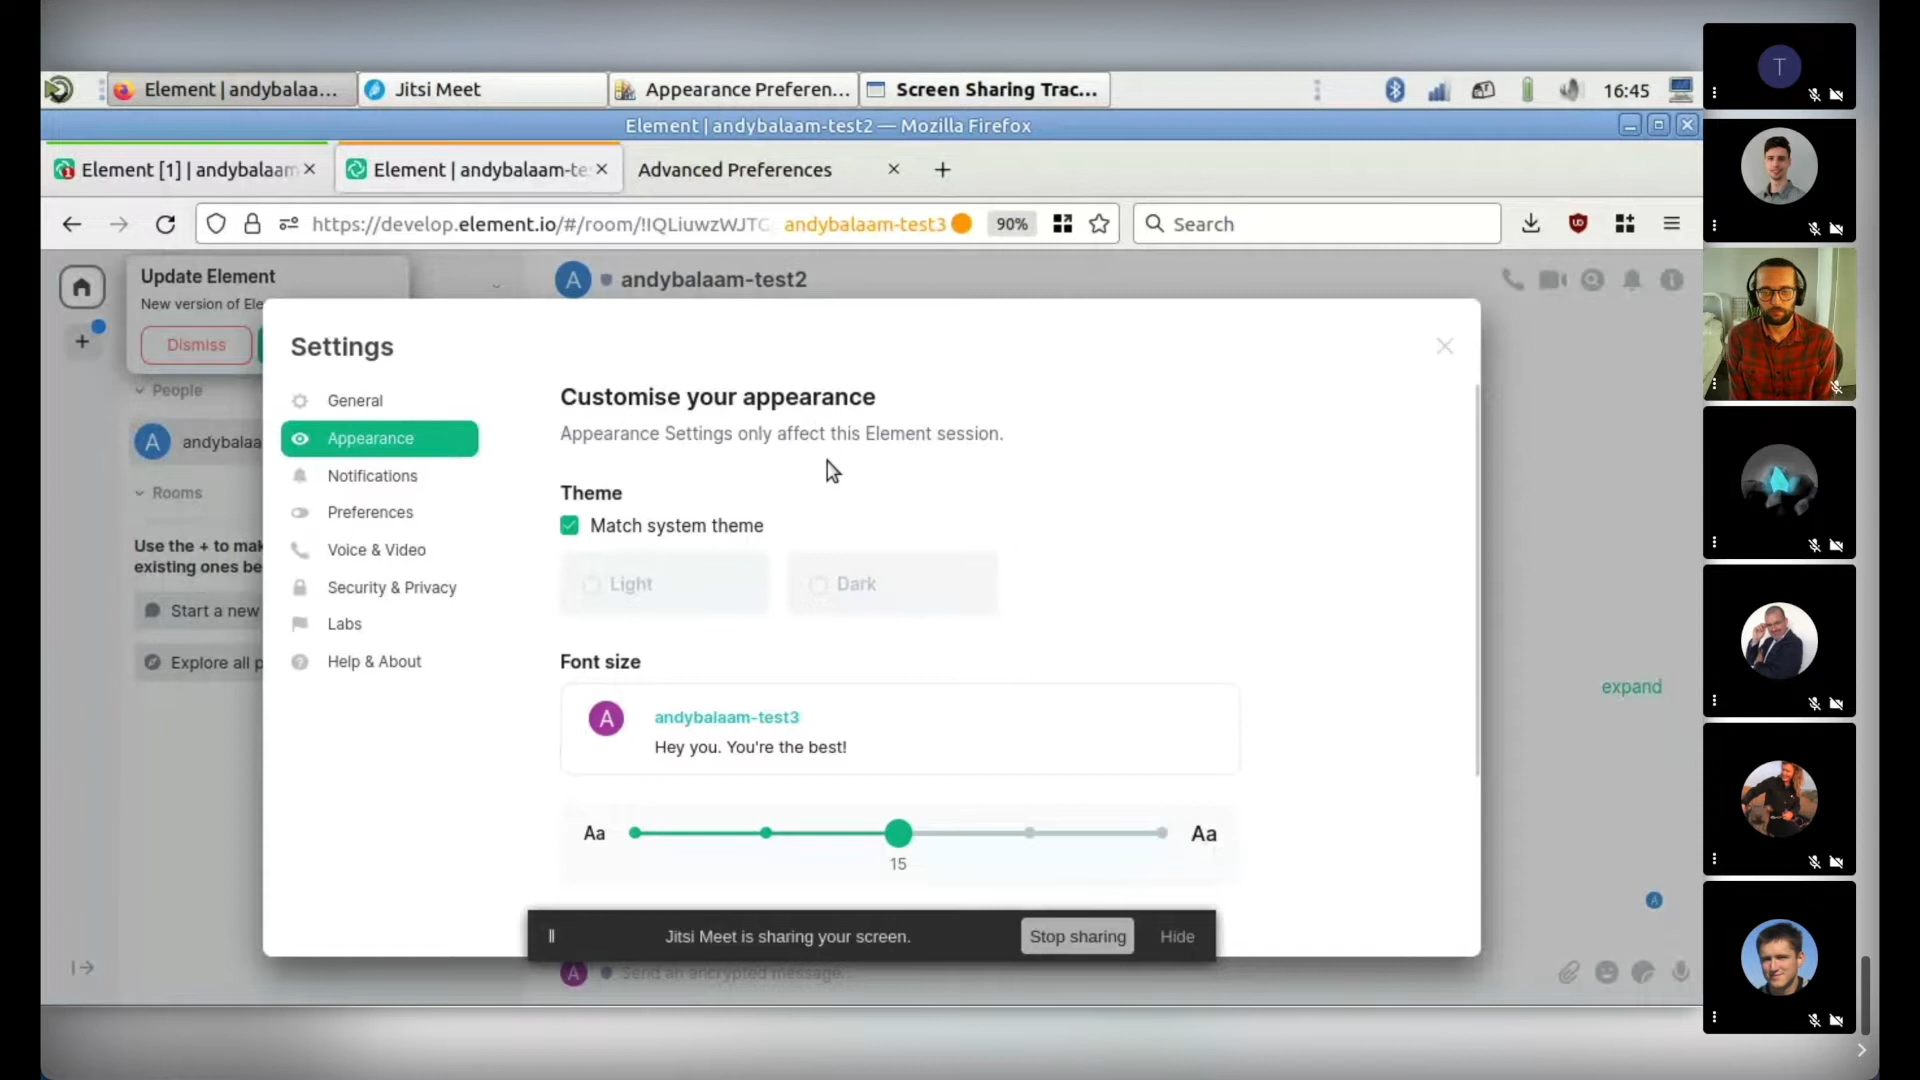 Element | andybalaa...
Jitsi Meet
Appearance Preferen...
Screen Sharing Trac...
16:45
Element | andybalaam-test2 — Mozilla Firefox
Element [1] | andybalaam
Element | andybalaam-te
Advanced Preferences
https://develop.element.io/#/room/!IQLiuwzWJTG
andybalaam-test3
90%
Search
Update Element
New version of Ele
Dismiss
A
andybalaam-test2
People
A
andybalaa
Rooms
Use the + to mak
existing ones be
Start a new
Explore all p
Settings
General
Appearance
Notifications
Preferences
Voice & Video
Security & Privacy
Labs
Help & About
Customise your appearance
Appearance Settings only affect this Element session.
Theme
Match system theme
Light
Dark
Font size
A
andybalaam-test3
Hey you. You're the best!
Aa
Aa
15
expand
A
Jitsi Meet is sharing your screen.
Stop sharing
Hide
A
Send an encrypted message...
T